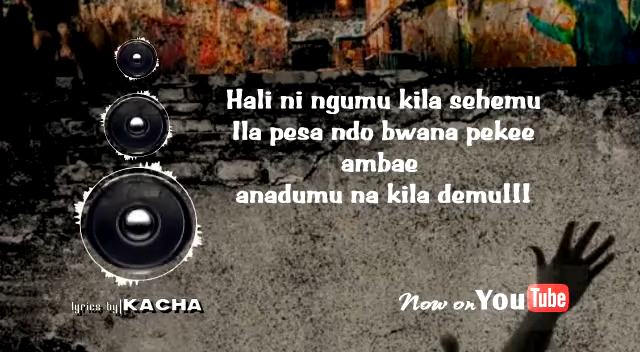 Hali ni ngumu kila sehemu
Ila pesa ndo bwana pekee
ambae
anadumu na kila demu!!!
lyrics by|KACHA
Now on YouTube